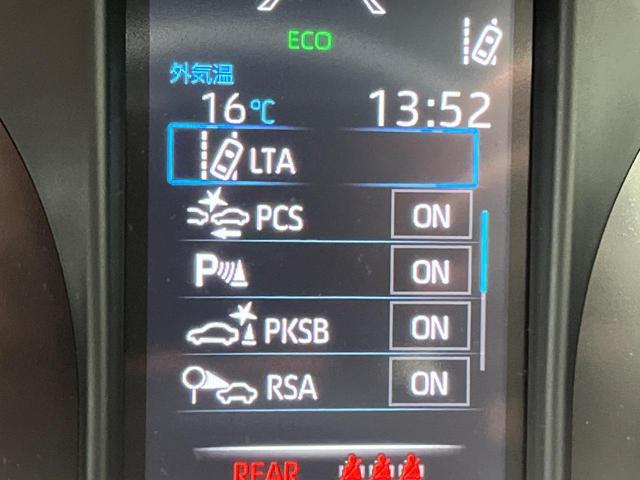 ECO
外気温
16℃ 13:52
LTA
PCS ON
P ON
PKSB ON
RSA ON
REAR